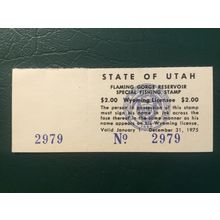 STATE OF UTAH
FLAMING GORGE RESERVOIR
SPECIAL FISHING STAMP
$2.00 Wyoming Licensee $2.00
The person in possession of this stamp
must sign his name in ink across the
face thereof in the same manner as his
name appears on his Wyoming license.
Valid January 1 December 31, 1975
2979
No 2979